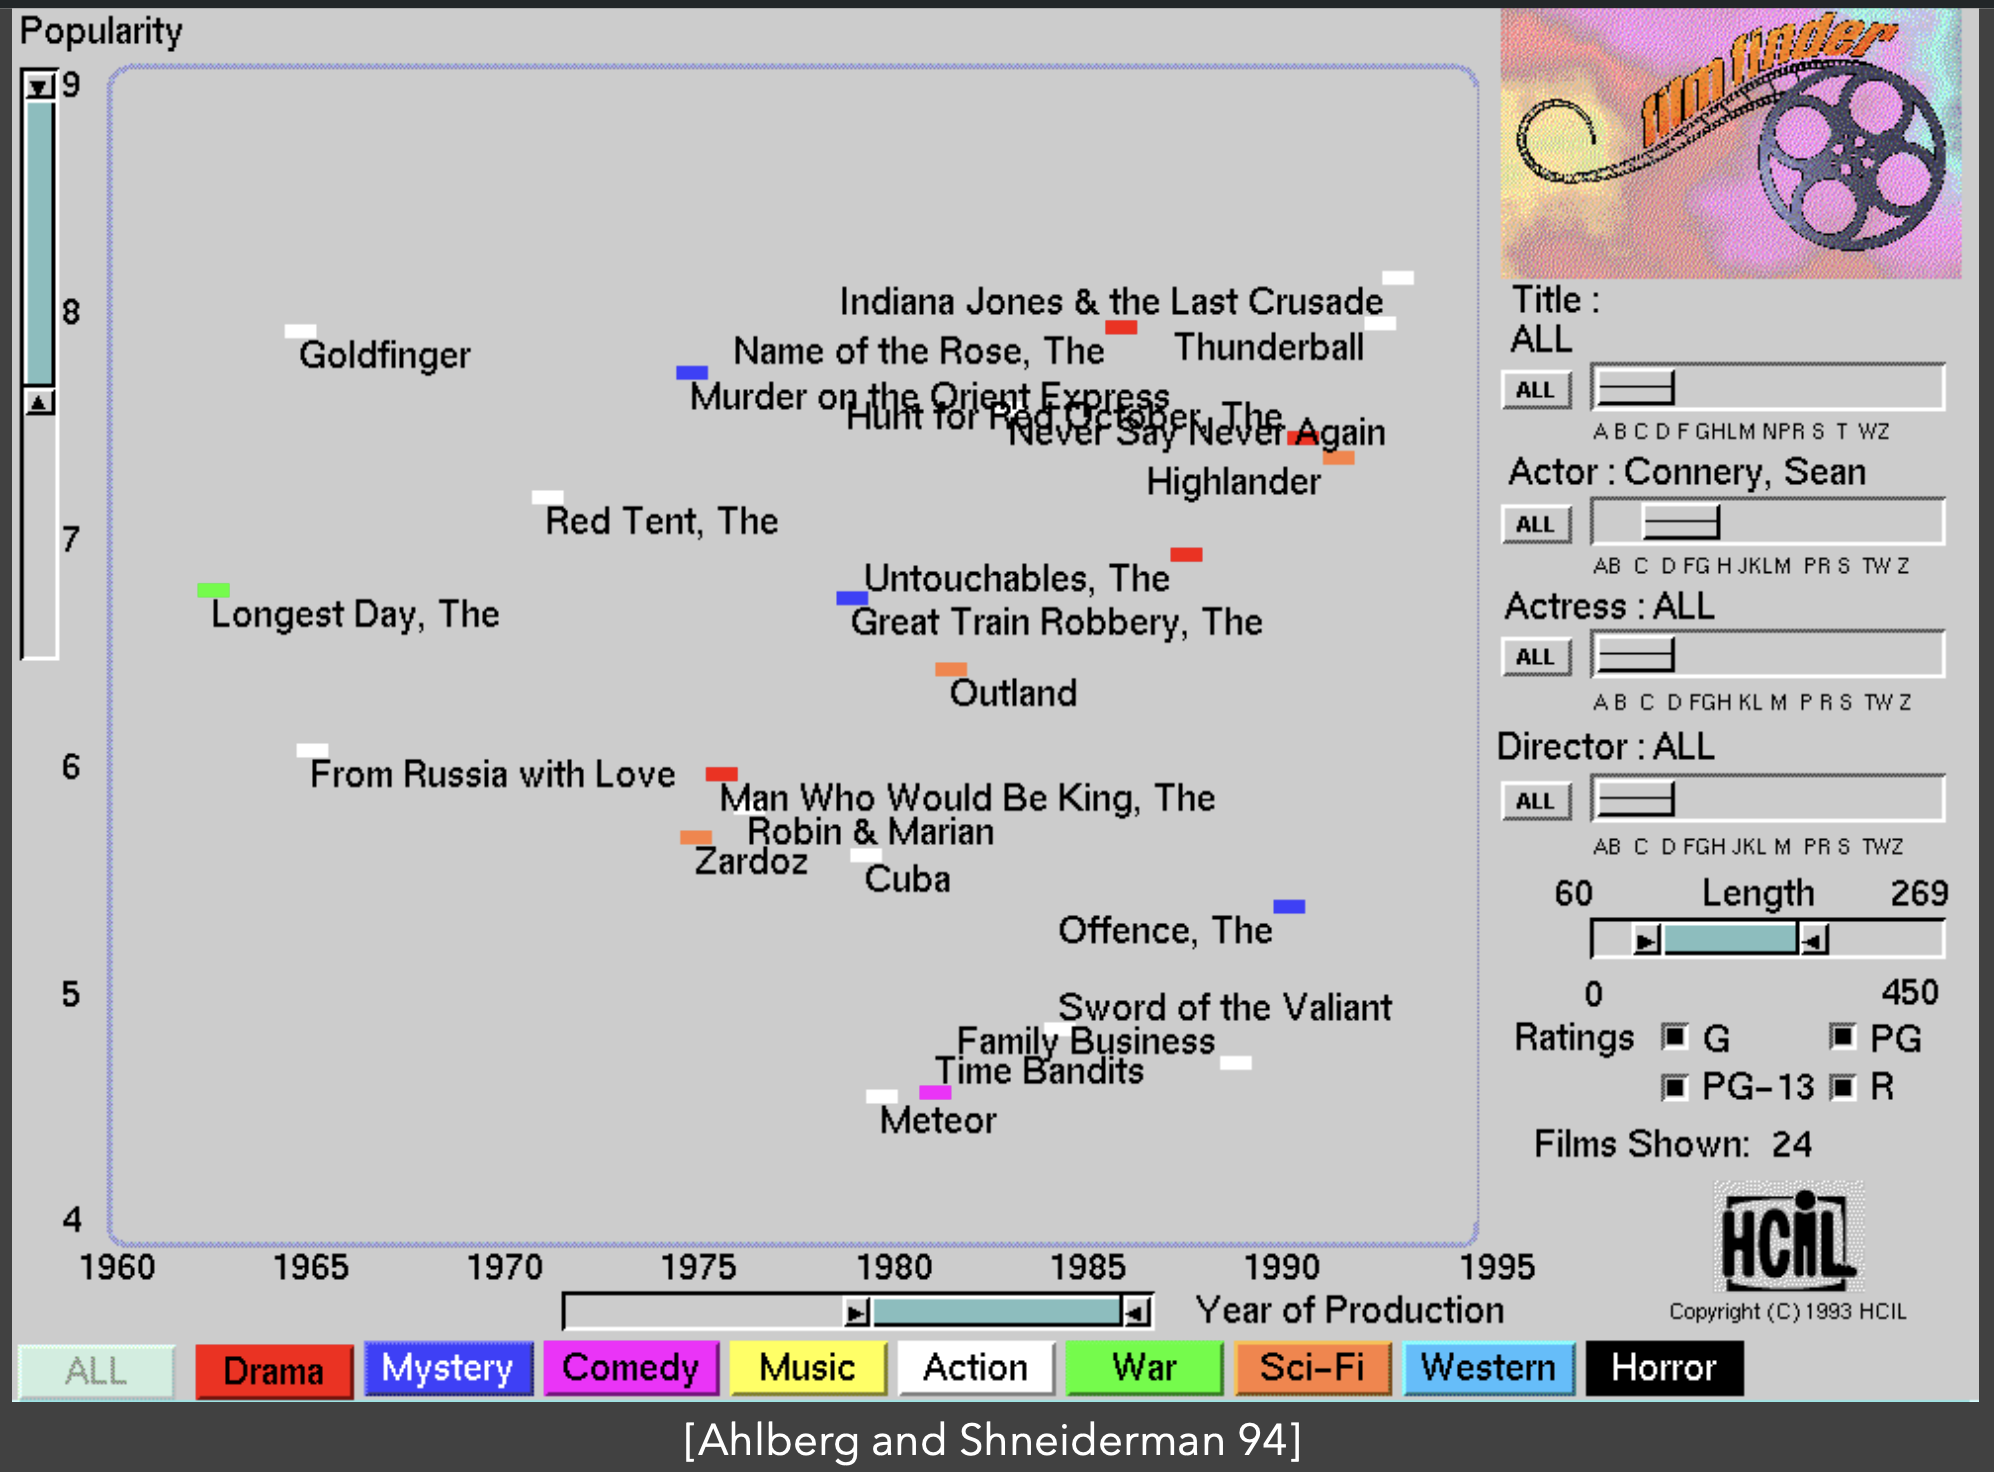 Popularity
film finder
9
8
7
6
5
4
Indiana Jones & the Last Crusade
Goldfinger
Name of the Rose, The
Thunderball
Murder on the Orient Express
Hunt for Red October, The
Never Say Never Again
Highlander
Red Tent, The
Untouchables, The
Longest Day, The
Great Train Robbery, The
Outland
From Russia with Love
Man Who Would Be King, The
Robin & Marian
Zardoz
Cuba
Offence, The
Sword of the Valiant
Family Business
Time Bandits
Meteor
1960 1965 1970 1975 1980 1985 1990 1995
Year of Production
Title :
ALL
ALL
A B C D F GHLM NPR S T WZ
Actor : Connery, Sean
ALL
AB C D FG H JKLM PR S TW Z
Actress : ALL
ALL
A B C D FGH KL M P R S TW Z
Director : ALL
ALL
AB C D FGH JKL M PR S TWZ
60 Length 269
0 450
Ratings G PG
PG-13 R
Films Shown: 24
HCIL
Copyright (C) 1993 HCIL
ALL Drama Mystery Comedy Music Action War Sci-Fi Western Horror
[Ahlberg and Shneiderman 94]